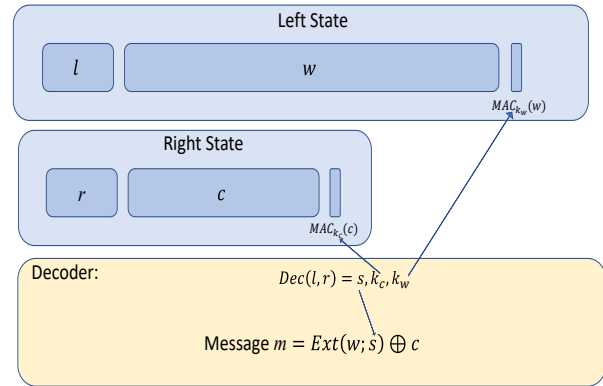 Left State
l w
MAC_{k_w}(w)
Right State
r c
MAC_{k_c}(c)
Decoder:
Dec(l, r) = s, k_c, k_w
Message m = Ext(w; s) ⊕ c